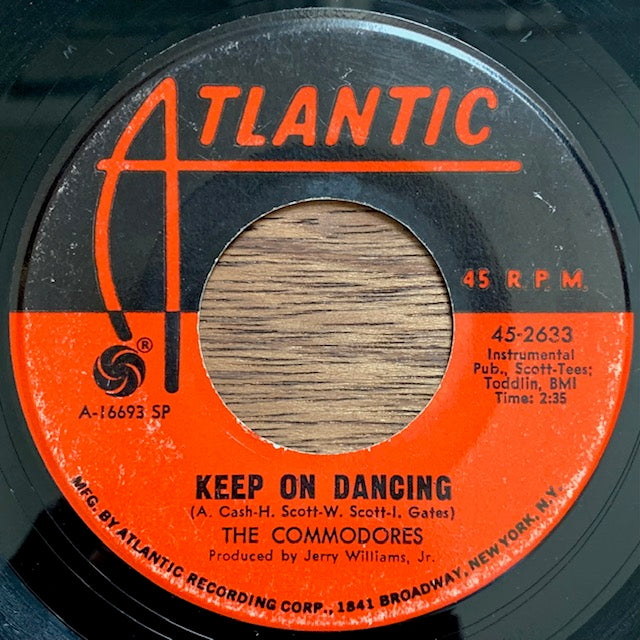 ATLANTIC
45 R.P.M.
®
A-16693 SP
45-2633
Instrumental
Pub., Scott-Tees;
Toddlin, BMI
Time: 2:35
KEEP ON DANCING
(A. Cash-H. Scott-W. Scott-I. Gates)
THE COMMODORES
Produced by Jerry Williams, Jr.
MFG. BY ATLANTIC RECORDING CORP., 1841 BROADWAY, NEW YORK, N.Y.